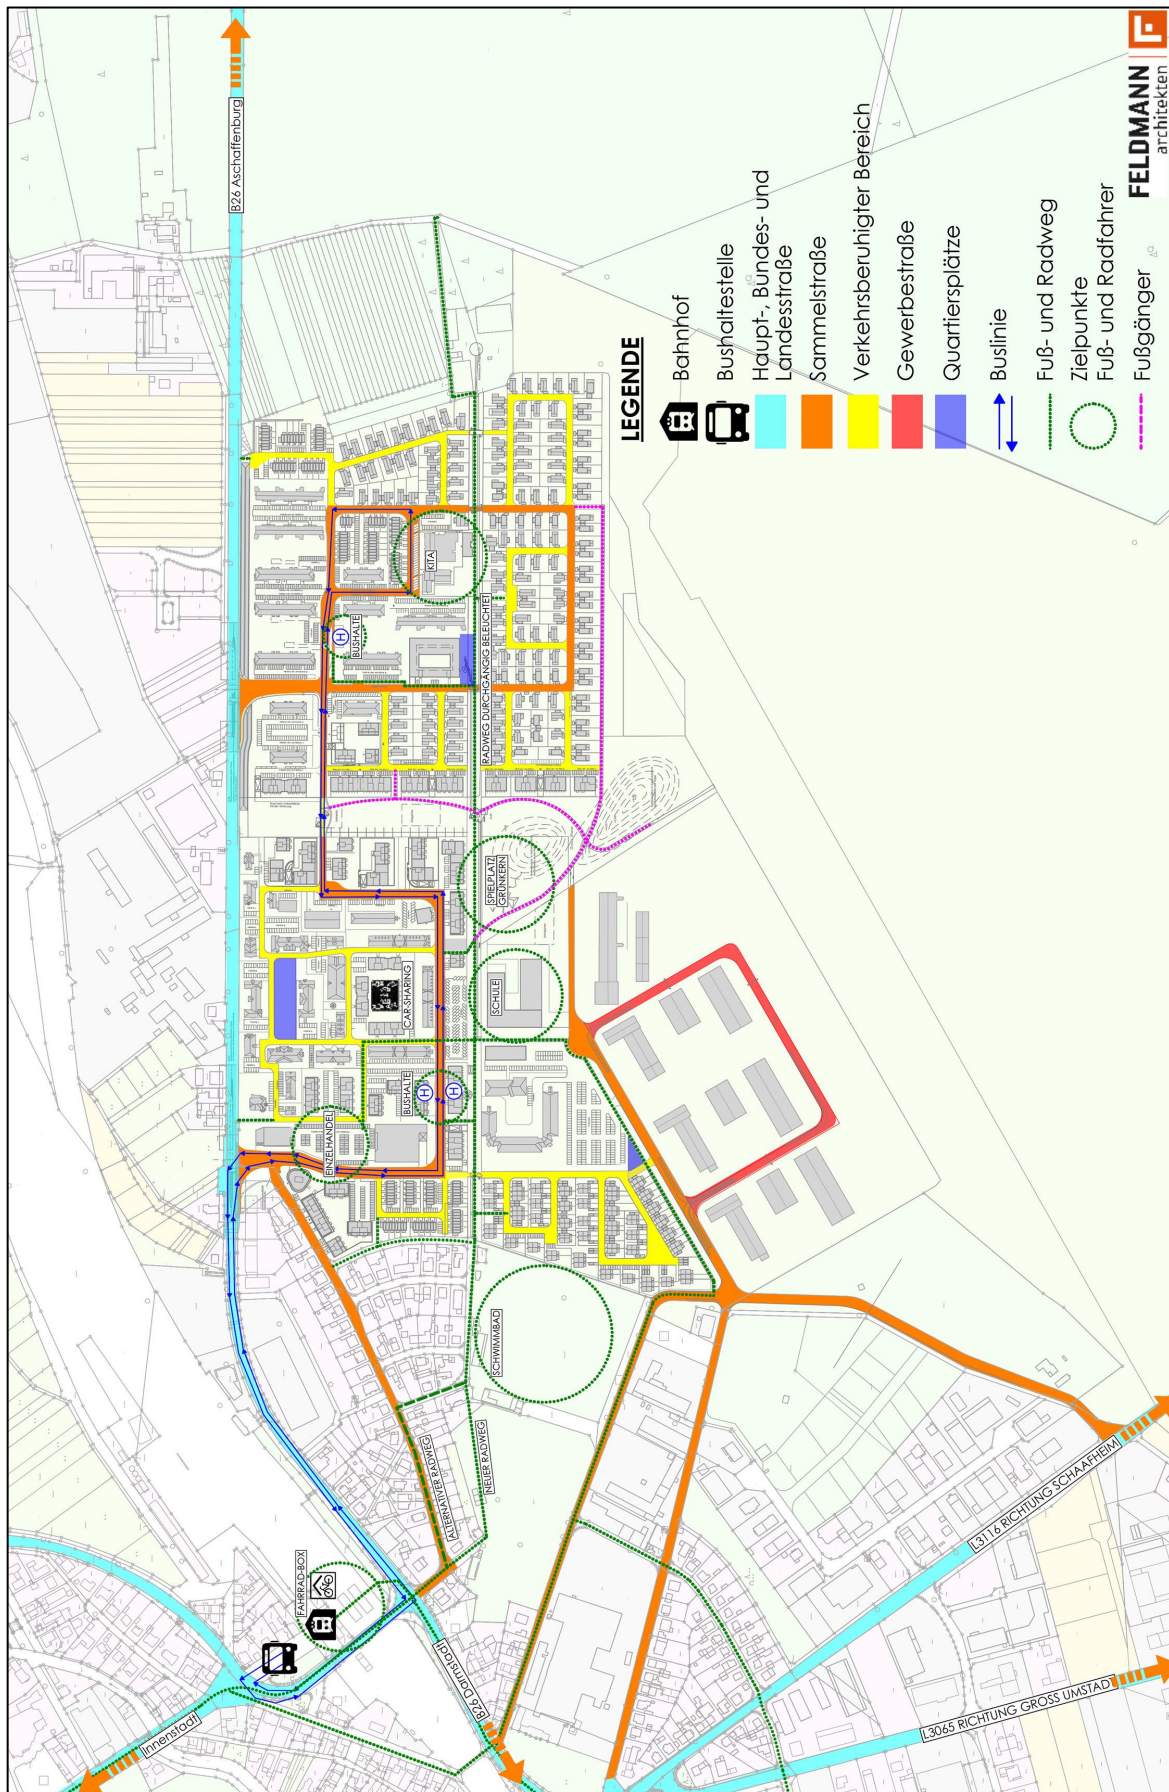 B26 Aschaffenburg
BUSHALTE
H
KITA
RADWEG DURCHGÄNGIG BELEUCHTET
SPIELPLATZ
GRÜNKERN
SCHULE
CAR-SHARING
BUSHALTE
H
H
EINZELHANDEL
SCHWIMMBAD
NEUER RADWEG
ALTERNATIVER RADWEG
FAHRRAD-BOX
Innenstadt
B26 Darmstadt
L3116 RICHTUNG SCHAAFHEIM
L3065 RICHTUNG GROSS UMSTADT
LEGENDE
Bahnhof
Bushaltestelle
Haupt-, Bundes- und
Landesstraße
Sammelstraße
Verkehrsberuhigter Bereich
Gewerbestraße
Quartiersplätze
Buslinie
Fuß- und Radweg
Zielpunkte
Fuß- und Radfahrer
Fußgänger
FELDMANN
architekten